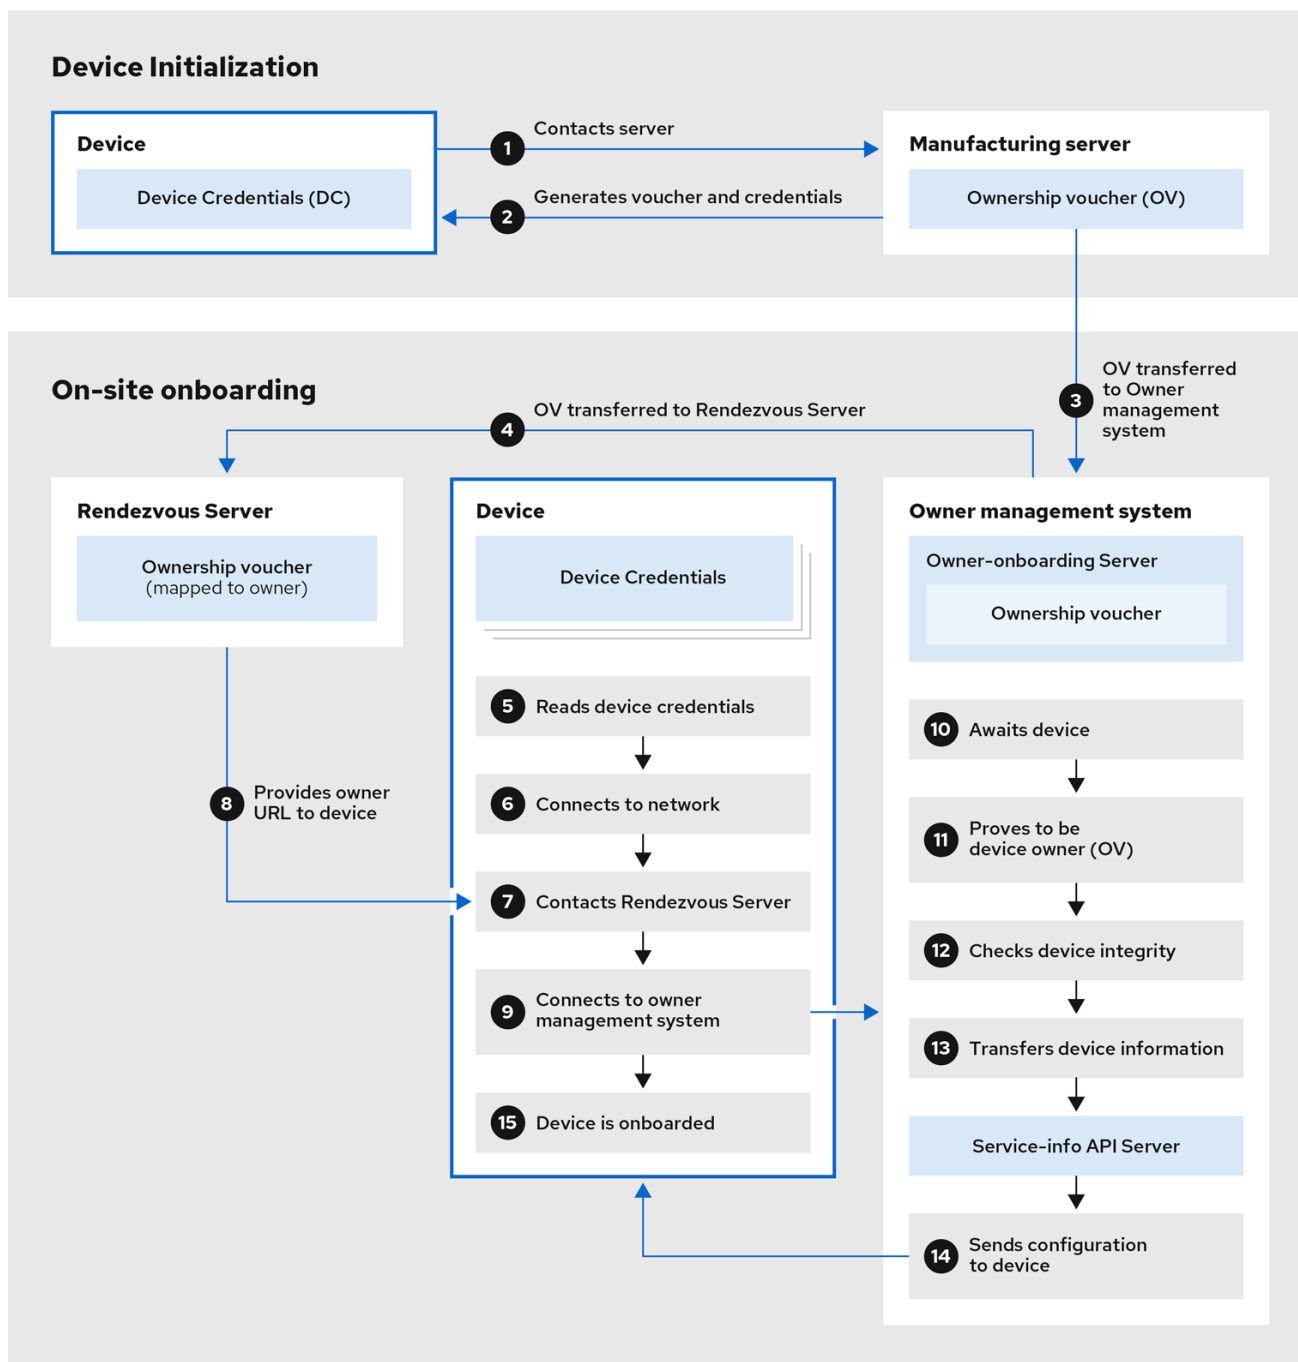 Device Initialization
Device
Device Credentials (DC)
1
Contacts server
2
Generates voucher and credentials
Manufacturing server
Ownership voucher (OV)
On-site onboarding
3
OV transferred
to Owner
management
system
4
OV transferred to Rendezvous Server
Rendezvous Server
Ownership voucher
(mapped to owner)
8
Provides owner
URL to device
Device
Device Credentials
5 Reads device credentials
6 Connects to network
7 Contacts Rendezvous Server
9
Connects to owner
management system
15 Device is onboarded
Owner management system
Owner-onboarding Server
Ownership voucher
10 Awaits device
11
Proves to be
device owner (OV)
12 Checks device integrity
13 Transfers device information
Service-info API Server
14
Sends configuration
to device